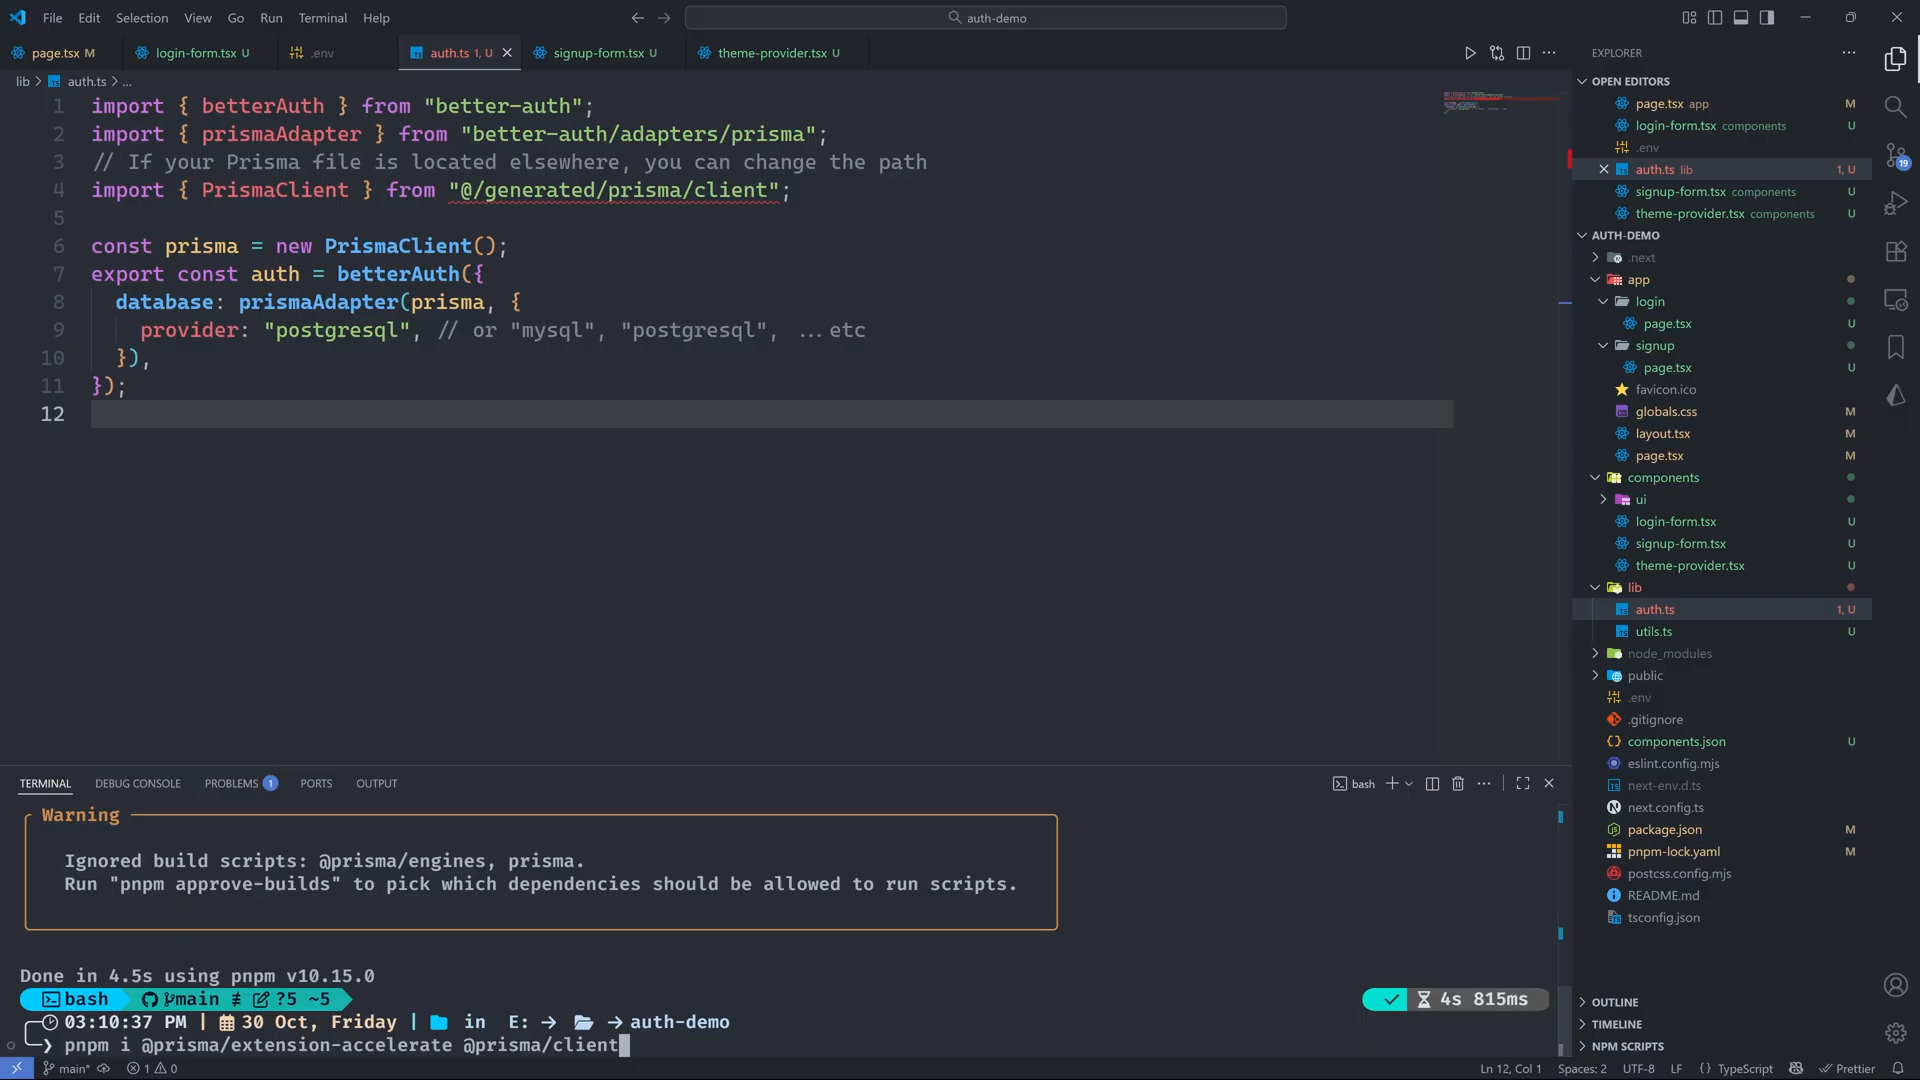 File Edit Selection View Go Run Terminal Help
auth-demo
page.tsx M
login-form.tsx U
.env
auth.ts 1, U
signup-form.tsx U
theme-provider.tsx U
lib > auth.ts > ...
1 import { betterAuth } from "better-auth";
2 import { prismaAdapter } from "better-auth/adapters/prisma";
3 // If your Prisma file is located elsewhere, you can change the path
4 import { PrismaClient } from "@/generated/prisma/client";
5
6 const prisma = new PrismaClient();
7 export const auth = betterAuth({
8 database: prismaAdapter(prisma, {
9 provider: "postgresql", // or "mysql", "postgresql", ...etc
10 }),
11 });
12
TERMINAL DEBUG CONSOLE PROBLEMS 1 PORTS OUTPUT
bash
Warning
Ignored build scripts: @prisma/engines, prisma.
Run "pnpm approve-builds" to pick which dependencies should be allowed to run scripts.
Done in 4.5s using pnpm v10.15.0
bash main ≢ ?5 ~5
4s 815ms
03:10:37 PM | 30 Oct, Friday | in E: → → auth-demo
❯ pnpm i @prisma/extension-accelerate @prisma/client
EXPLORER
OPEN EDITORS
page.tsx app M
login-form.tsx components U
.env
auth.ts lib 1, U
signup-form.tsx components U
theme-provider.tsx components U
AUTH-DEMO
.next
app
login
page.tsx U
signup
page.tsx U
favicon.ico
globals.css M
layout.tsx M
page.tsx M
components
ui
login-form.tsx U
signup-form.tsx U
theme-provider.tsx U
lib
auth.ts 1, U
utils.ts U
node_modules
public
.env
.gitignore
components.json U
eslint.config.mjs
next-env.d.ts
next.config.ts
package.json M
pnpm-lock.yaml M
postcss.config.mjs
README.md
tsconfig.json
OUTLINE
TIMELINE
NPM SCRIPTS
19
main* 1 0
Ln 12, Col 1 Spaces: 2 UTF-8 LF { } TypeScript Prettier